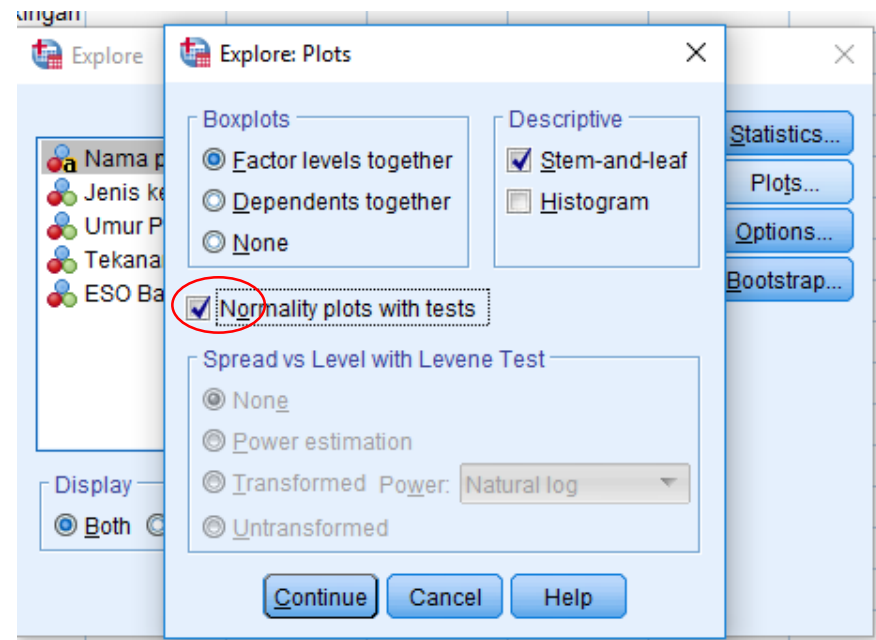 Explore
Explore: Plots
Nama p
Jenis ke
Umur P
Tekana
ESO Ba
Display
Both
Boxplots
Factor levels together
Dependents together
None
Descriptive
Stem-and-leaf
Histogram
Normality plots with tests
Spread vs Level with Levene Test
None
Power estimation
Transformed Power: Natural log
Untransformed
Continue Cancel Help
Statistics...
Plots...
Options...
Bootstrap...